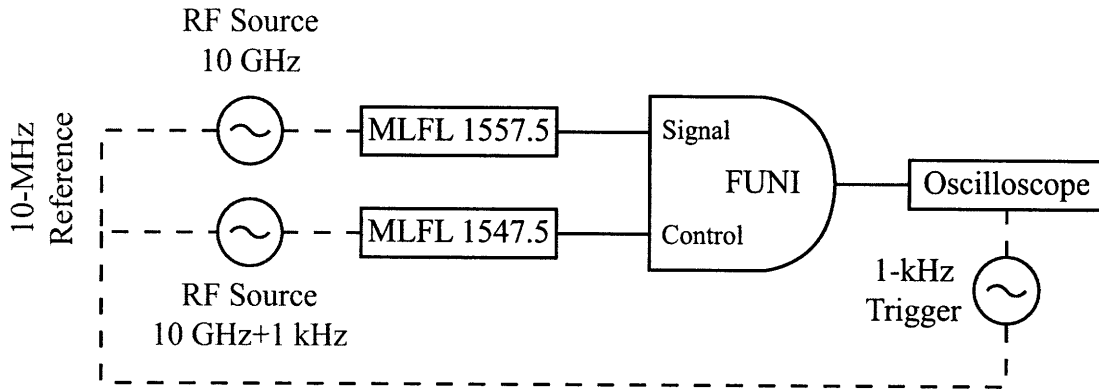 RF Source
10 GHz
10-MHz
Reference
MLFL 1557.5
Signal
FUNI
Control
Oscilloscope
MLFL 1547.5
RF Source
10 GHz+1 kHz
1-kHz
Trigger